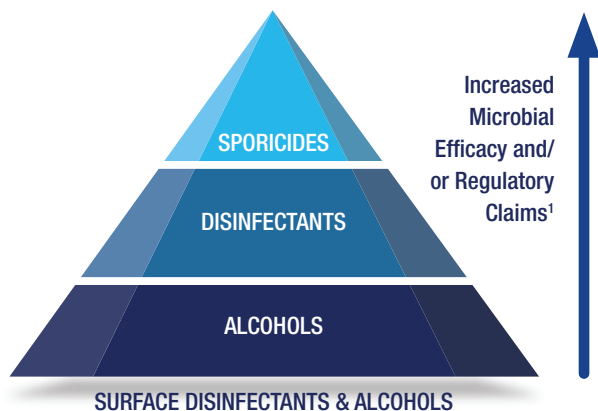 SPORICIDES
DISINFECTANTS
ALCOHOLS
SURFACE DISINFECTANTS & ALCOHOLS
Increased
Microbial
Efficacy and/
or Regulatory
Claims¹